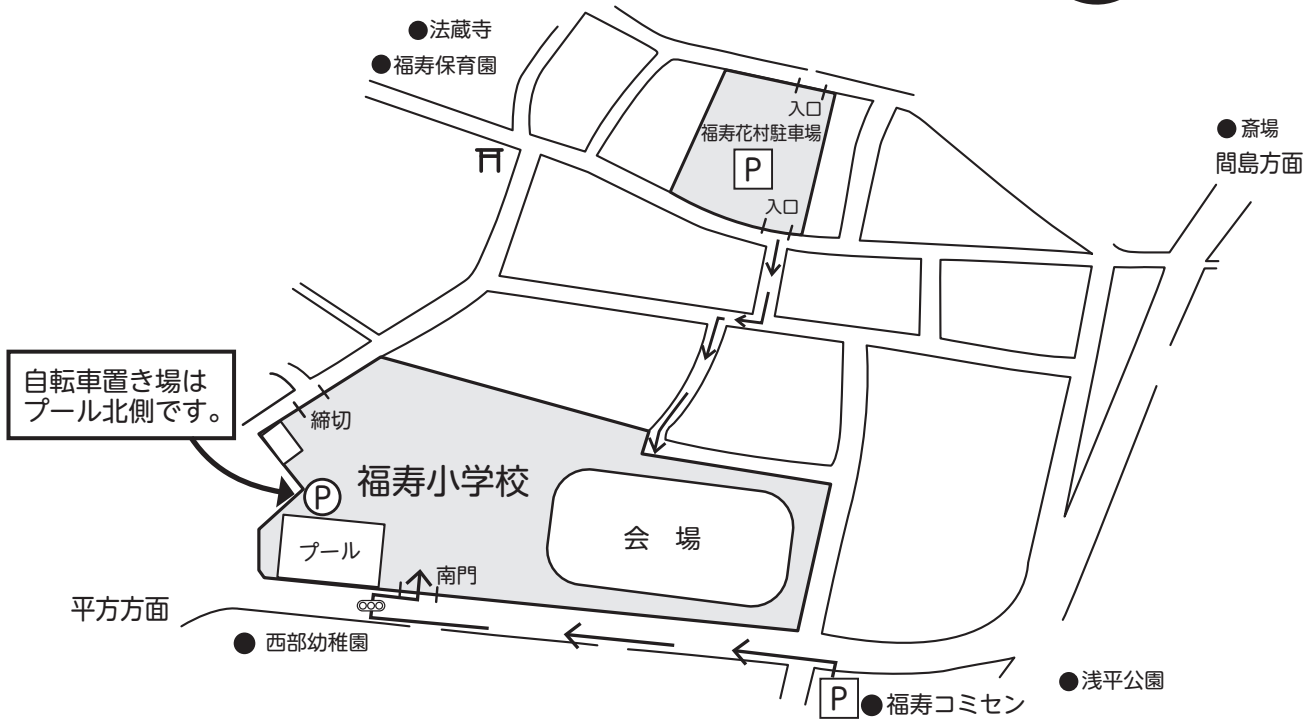 ●法蔵寺
●福寿保育園
入口
福寿花村駐車場
P
入口
●斎場
間島方面
自転車置き場は
プール北側です。
締切
福寿小学校
P
会 場
プール
南門
平方方面
●西部幼稚園
P ●福寿コミセン
●浅平公園